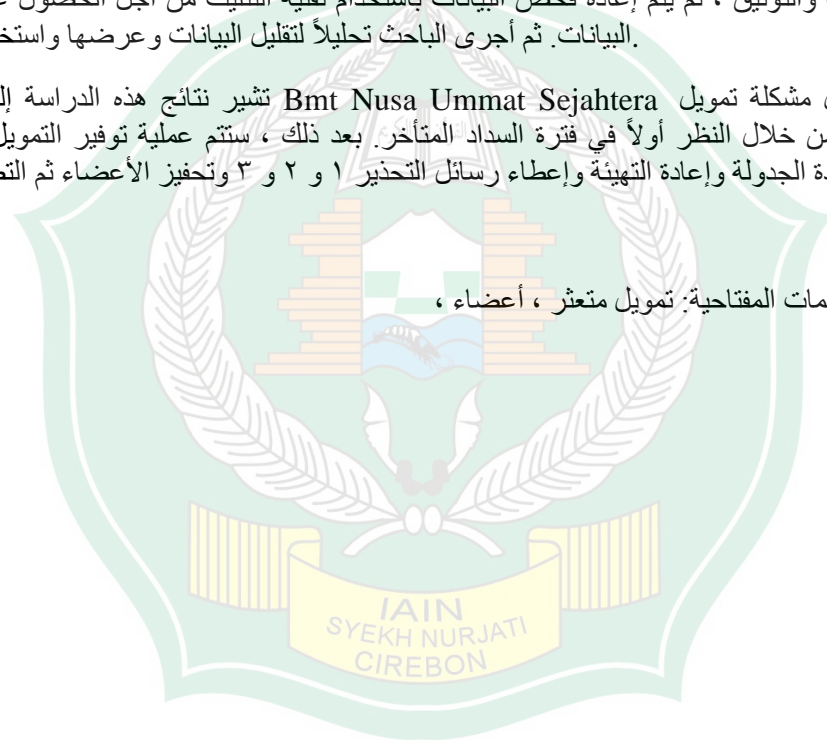 والتوثيق ، ثم يتم إعادة فحص البيانات باستخدام تقنية التثليث من أجل الحصول
البيانات. ثم أجرى الباحث تحليلاً لتقليل البيانات وعرضها واستخ.
مشكلة تمويل Bmt Nusa Ummat Sejahtera تشير نتائج هذه الدراسة إل
من خلال النظر أولاً في فترة السداد المتأخر. بعد ذلك ، ستتم عملية توفير التمويل
دة الجدولة وإعادة التهيئة وإعطاء رسائل التحذير ١ و ٢ و ٣ وتحفيز الأعضاء ثم
مات المفتاحية: تمويل متعثر ، أعضاء ،
IAIN
SYEKH NURJATI
CIREBON